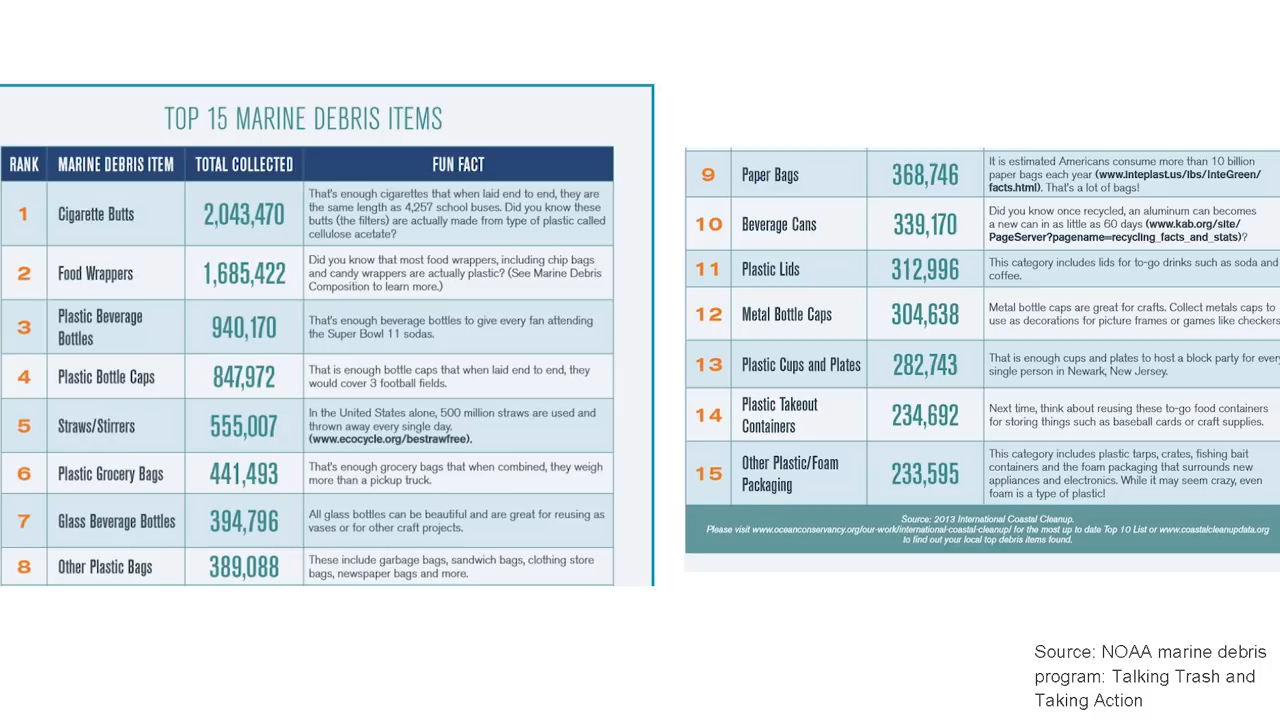 TOP 15 MARINE DEBRIS ITEMS
RANK MARINE DEBRIS ITEM TOTAL COLLECTED FUN FACT
1 Cigarette Butts 2,043,470
That's enough cigarettes that when laid end to end, they are
the same length as 4,257 school buses. Did you know these
butts (the filters) are actually made from type of plastic called
cellulose acetate?
2 Food Wrappers 1,685,422
Did you know that most food wrappers, including chip bags
and candy wrappers are actually plastic? (See Marine Debris
Composition to learn more.)
3 Plastic Beverage
Bottles
940,170
That's enough beverage bottles to give every fan attending
the Super Bowl 11 sodas.
4 Plastic Bottle Caps 847,972
That is enough bottle caps that when laid end to end, they
would cover 3 football fields.
5 Straws/Stirrers 555,007
In the United States alone, 500 million straws are used and
thrown away every single day.
(www.ecocycle.org/bestrawfree).
6 Plastic Grocery Bags 441,493
That's enough grocery bags that when combined, they weigh
more than a pickup truck.
7 Glass Beverage Bottles 394,796
All glass bottles can be beautiful and are great for reusing as
vases or for other craft projects.
8 Other Plastic Bags 389,088
These include garbage bags, sandwich bags, clothing store
bags, newspaper bags and more.
9 Paper Bags 368,746
It is estimated Americans consume more than 10 billion
paper bags each year (www.inteplast.us/lbs/InteGreen/
facts.html). That's a lot of bags!
10 Beverage Cans 339,170
Did you know once recycled, an aluminum can becomes
a new can in as little as 60 days (www.kab.org/site/
PageServer?pagename=recycling_facts_and_stats)?
11 Plastic Lids 312,996
This category includes lids for to-go drinks such as soda and
coffee.
12 Metal Bottle Caps 304,638
Metal bottle caps are great for crafts. Collect metals caps to
use as decorations for picture frames or games like checkers
13 Plastic Cups and Plates 282,743
That is enough cups and plates to host a block party for every
single person in Newark, New Jersey.
14 Plastic Takeout
Containers
234,692
Next time, think about reusing these to-go food containers
for storing things such as baseball cards or craft supplies.
15 Other Plastic/Foam
Packaging
233,595
This category includes plastic tarps, crates, fishing bait
containers and the foam packaging that surrounds new
appliances and electronics. While it may seem crazy, even
foam is a type of plastic!
Source: 2013 International Coastal Cleanup.
Please visit www.oceanconservancy.org/our-work/international-coastal-cleanup/ for the most up to date Top 10 List or www.coastalcleanupdata.org
to find out your local top debris items found.
Source: NOAA marine debris
program: Talking Trash and
Taking Action